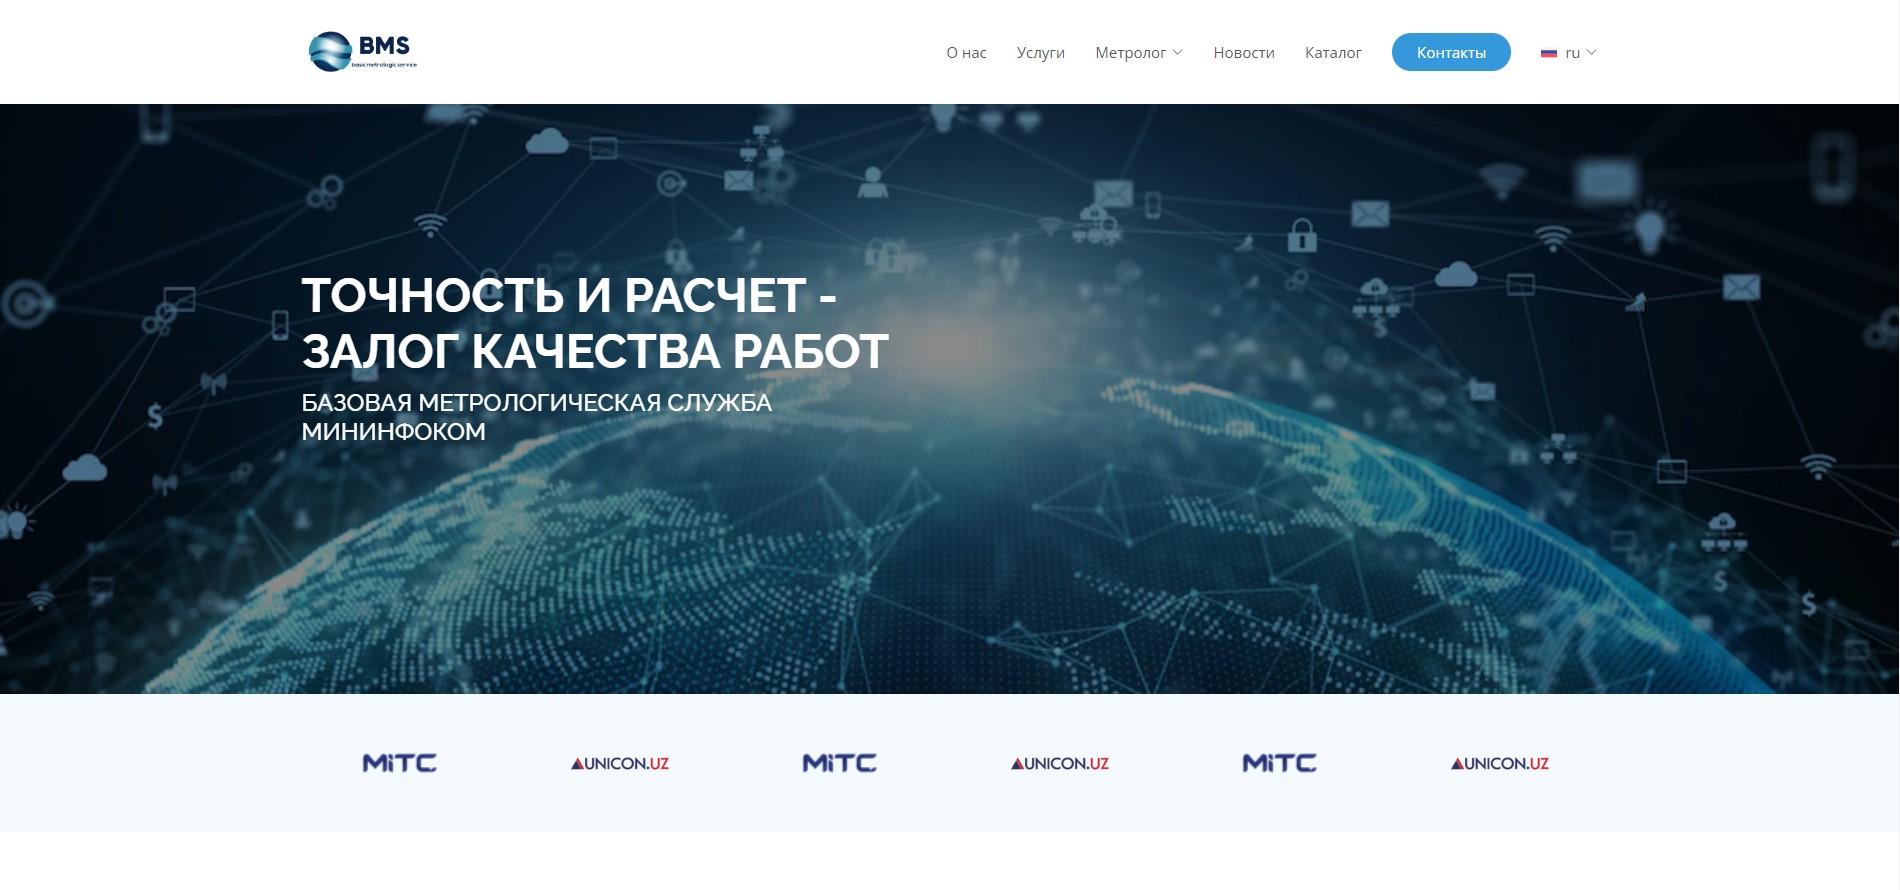 BMS
basic metrologic service
О нас Услуги Метролог Новости Каталог Контакты ru
ТОЧНОСТЬ И РАСЧЕТ -
ЗАЛОГ КАЧЕСТВА РАБОТ
БАЗОВАЯ МЕТРОЛОГИЧЕСКАЯ СЛУЖБА
МИНИНФОКОМ
MiTC UNICON.UZ MiTC UNICON.UZ MiTC UNICON.UZ